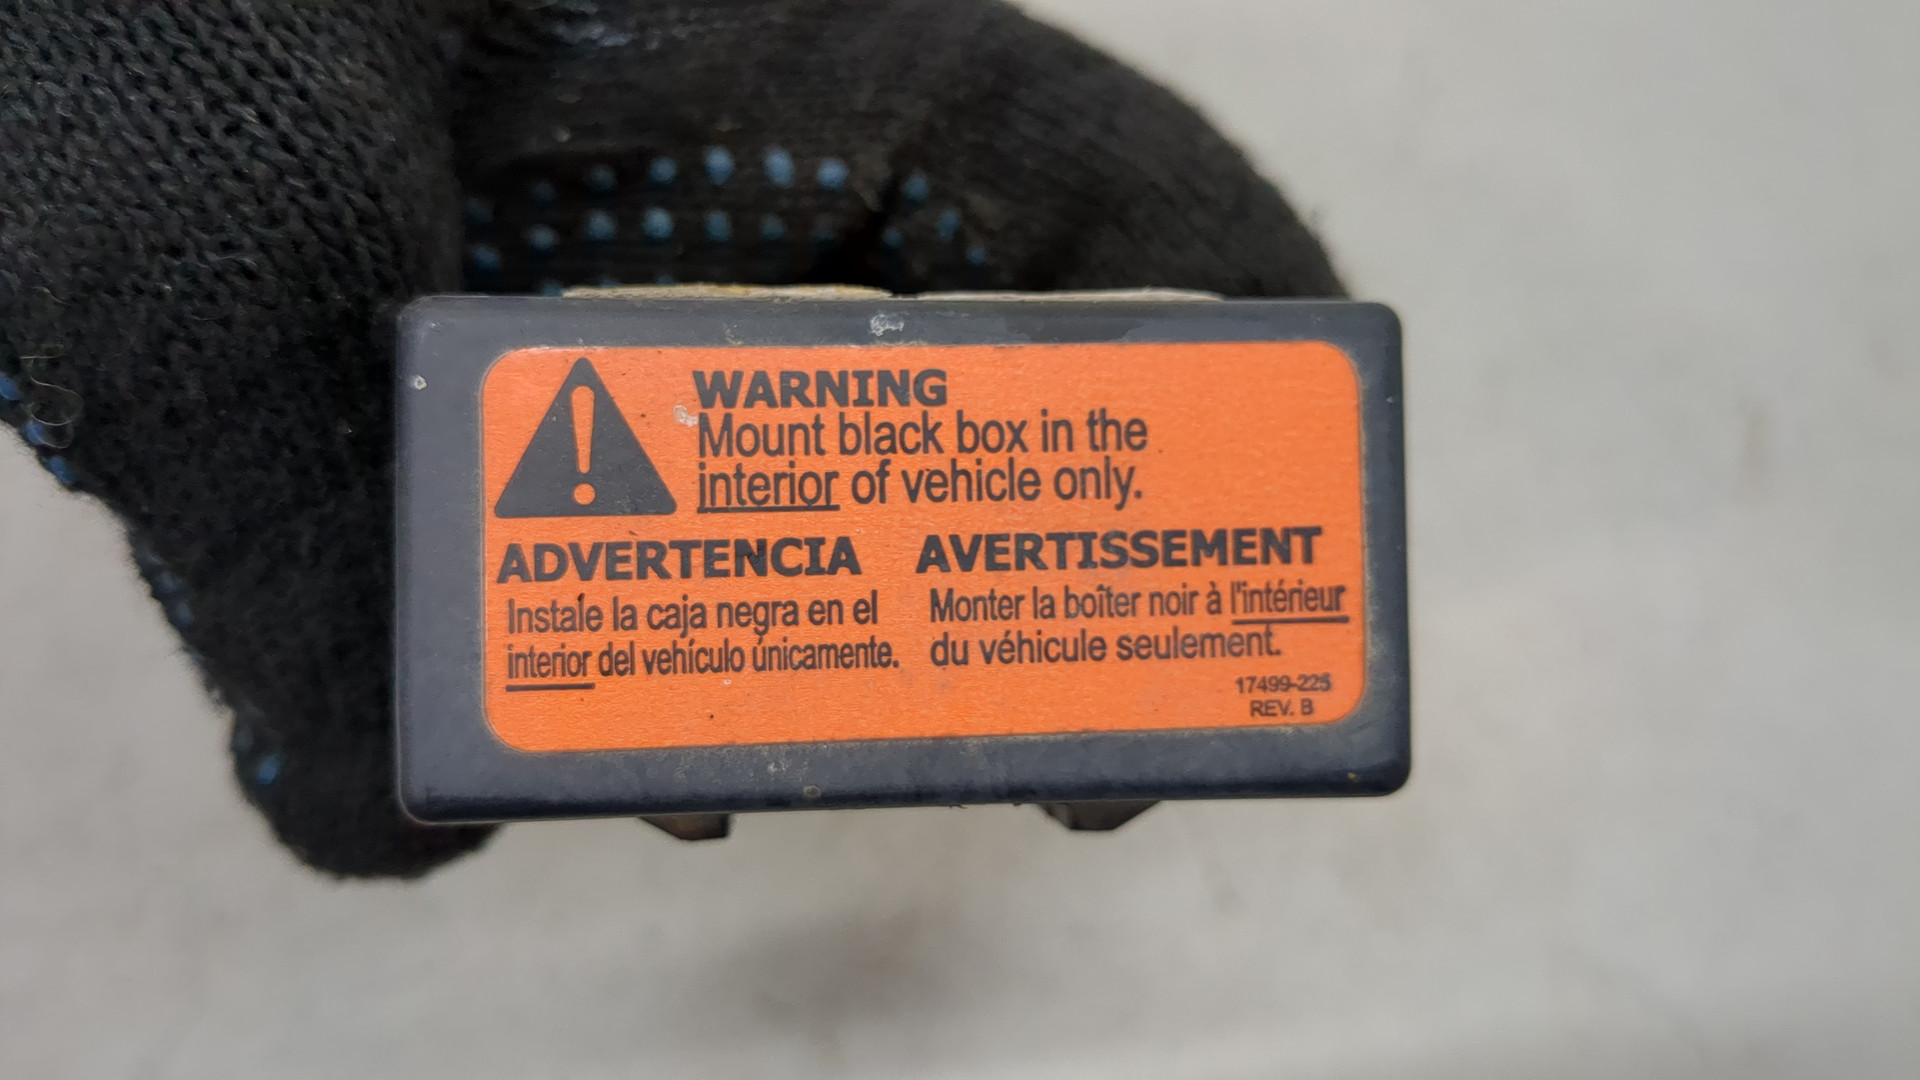 WARNING
Mount black box in the
interior of vehicle only.
ADVERTENCIA
Instale la caja negra en el
interior del vehículo únicamente.
AVERTISSEMENT
Monter la boîter noir à l'intérieur
du véhicule seulement.
17499-225
REV. B